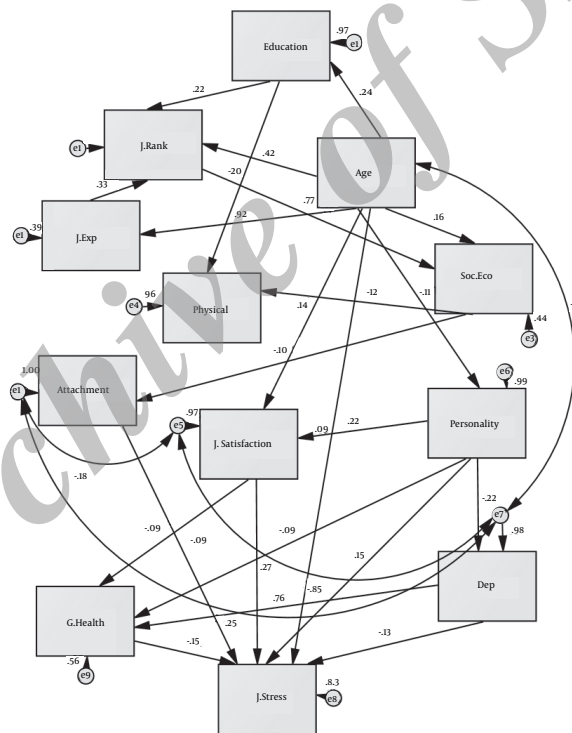 Education
.97
e1
.22
.24
J.Rank
e1
.42
Age
-20
.33
.77
.92
.16
J.Exp
.39
e1
Soc.Eco
.44
e3
Physical
96
e4
-12
-.11
.14
-.10
1.00
Attachment
e1
e6
.99
Personality
.97
e5
J. Satisfaction
.09
.22
-.18
-.22
e7
.98
-.09
-.09
-.09
.15
.27
-.85
Dep
.76
.25
G.Health
-.15
-.13
.56
e9
J.Stress
.8.3
e8
chive of S